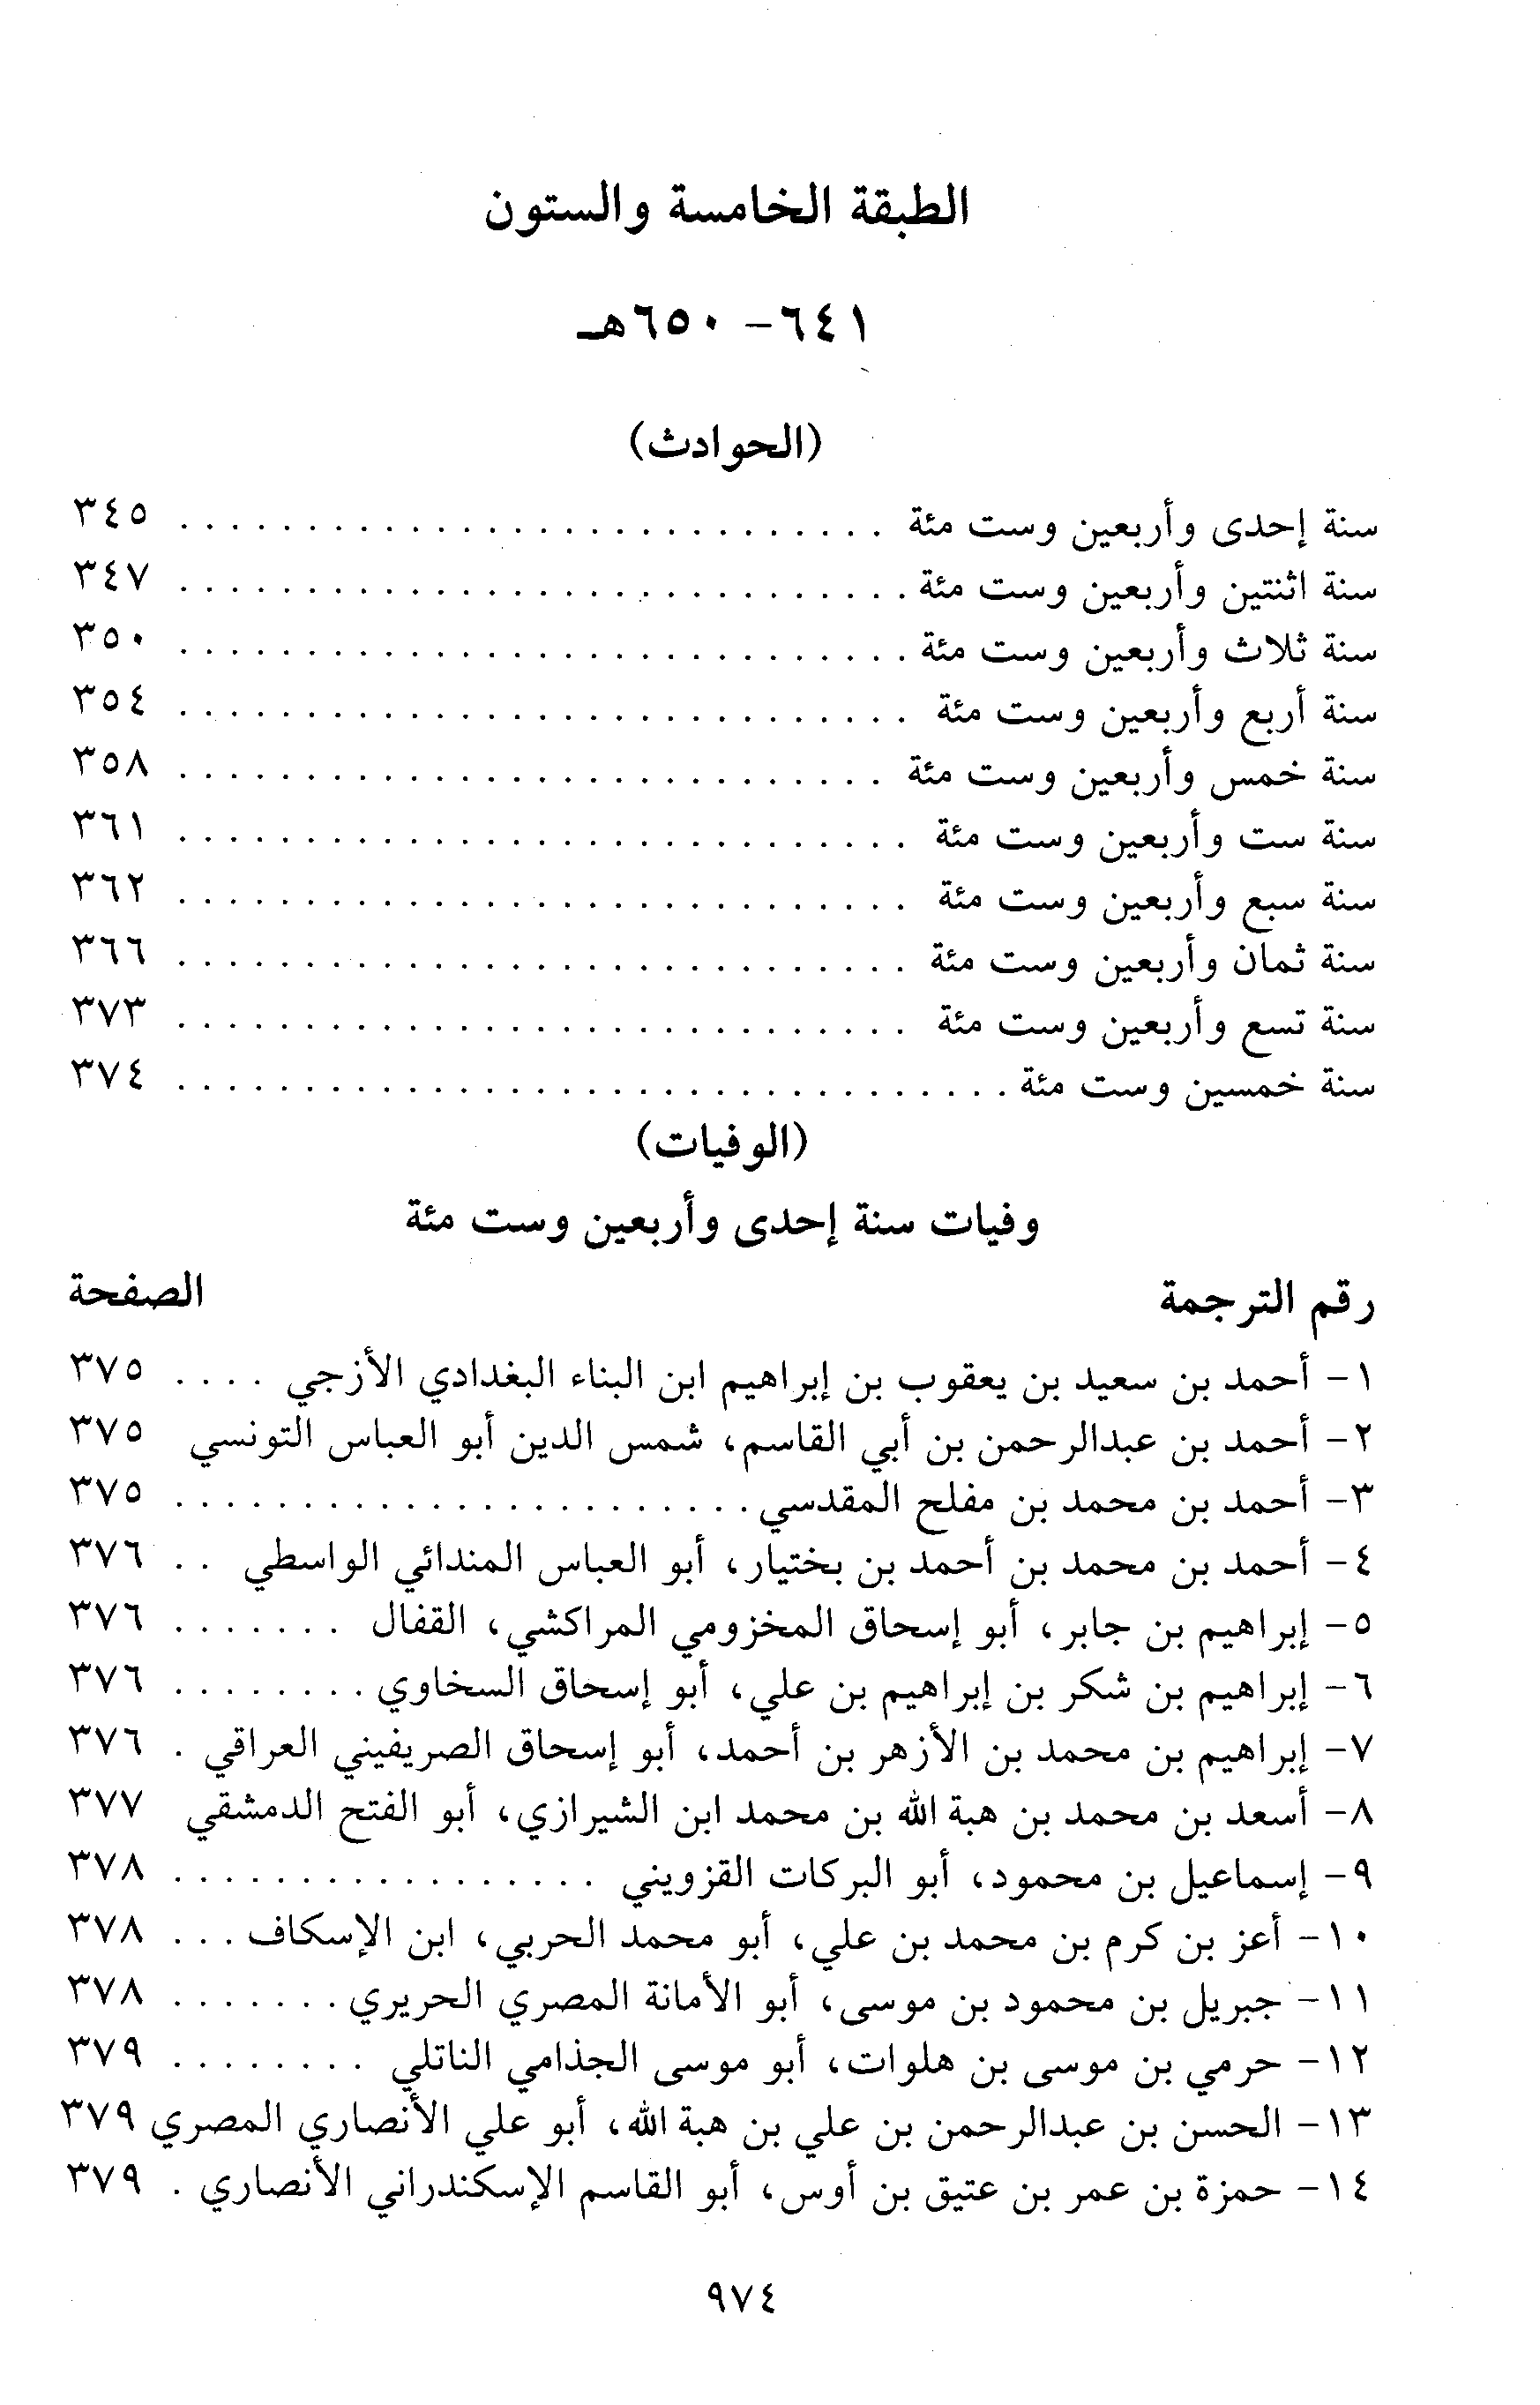 الطبقة الخامسة والستون
٦٤١- ٦٥٠هـ
(الحوادث)
سنة إحدى وأربعين وست مئة ........................... ٣٤٥
سنة اثنتين وأربعين وست مئة ............................ ٣٤٧
سنة ثلاث وأربعين وست مئة ............................ ٣٥٠
سنة أربع وأربعين وست مئة ............................ ٣٥٤
سنة خمس وأربعين وست مئة ........................... ٣٥٨
سنة ست وأربعين وست مئة ............................ ٣٦١
سنة سبع وأربعين وست مئة ............................ ٣٦٢
سنة ثمان وأربعين وست مئة ............................ ٣٦٦
سنة تسع وأربعين وست مئة ............................ ٣٧٣
سنة خمسين وست مئة ................................ ٣٧٤
(الوفيات)
وفيات سنة إحدى وأربعين وست مئة
رقم الترجمة الصفحة
١- أحمد بن سعيد بن يعقوب بن إبراهيم ابن البناء البغدادي الأزجي .... ٣٧٥
٢- أحمد بن عبدالرحمن بن أبي القاسم، شمس الدين أبو العباس التونسي ٣٧٥
٣- أحمد بن محمد بن مفلح المقدسي ....................... ٣٧٥
٤- أحمد بن محمد بن أحمد بن بختيار، أبو العباس المندائي الواسطي .. ٣٧٦
٥- إبراهيم بن جابر، أبو إسحاق المخزومي المراكشي، القفال ....... ٣٧٦
٦- إبراهيم بن شكر بن إبراهيم بن علي، أبو إسحاق السخاوي ........ ٣٧٦
٧- إبراهيم بن محمد بن الأزهر بن أحمد، أبو إسحاق الصريفيني العراقي . ٣٧٦
٨- أسعد بن محمد بن هبة الله بن محمد ابن الشيرازي، أبو الفتح الدمشقي ٣٧٧
٩- إسماعيل بن محمود، أبو البركات القزويني ................. ٣٧٨
١٠- أعز بن كرم بن محمد بن علي، أبو محمد الحربي، ابن الإسكاف ... ٣٧٨
١١- جبريل بن محمود بن موسى، أبو الأمانة المصري الحريري ....... ٣٧٨
١٢- حرمي بن موسى بن هلوات، أبو موسى الجذامي الناتلي ........ ٣٧٩
١٣- الحسن بن عبدالرحمن بن علي بن هبة الله، أبو علي الأنصاري المصري ٣٧٩
١٤- حمزة بن عمر بن عتيق بن أوس، أبو القاسم الإسكندراني الأنصاري . ٣٧٩
٩٧٤